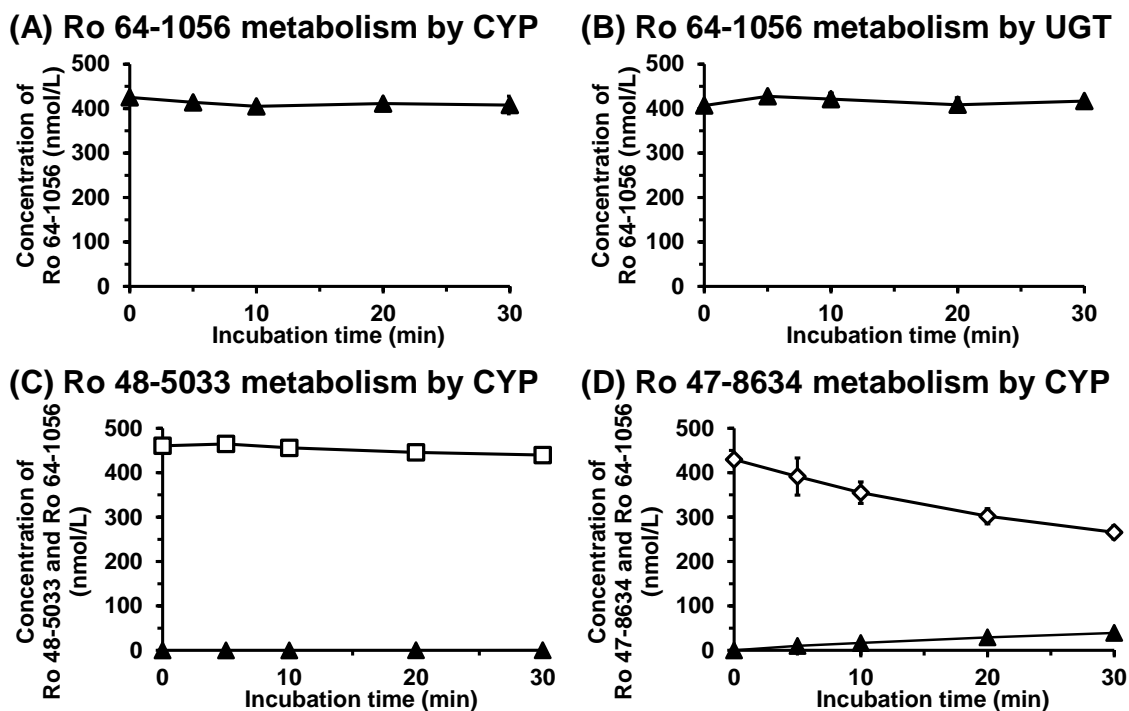 (A) Ro 64-1056 metabolism by CYP
Concentration of
Ro 64-1056 (nmol/L)
500
400
300
200
100
0
0 10 20 30
Incubation time (min)
(B) Ro 64-1056 metabolism by UGT
Concentration of
Ro 64-1056 (nmol/L)
500
400
300
200
100
0
0 10 20 30
Incubation time (min)
(C) Ro 48-5033 metabolism by CYP
Concentration of
Ro 48-5033 and Ro 64-1056
(nmol/L)
500
400
300
200
100
0
0 10 20 30
Incubation time (min)
(D) Ro 47-8634 metabolism by CYP
Concentration of
Ro 47-8634 and Ro 64-1056
(nmol/L)
500
400
300
200
100
0
0 10 20 30
Incubation time (min)